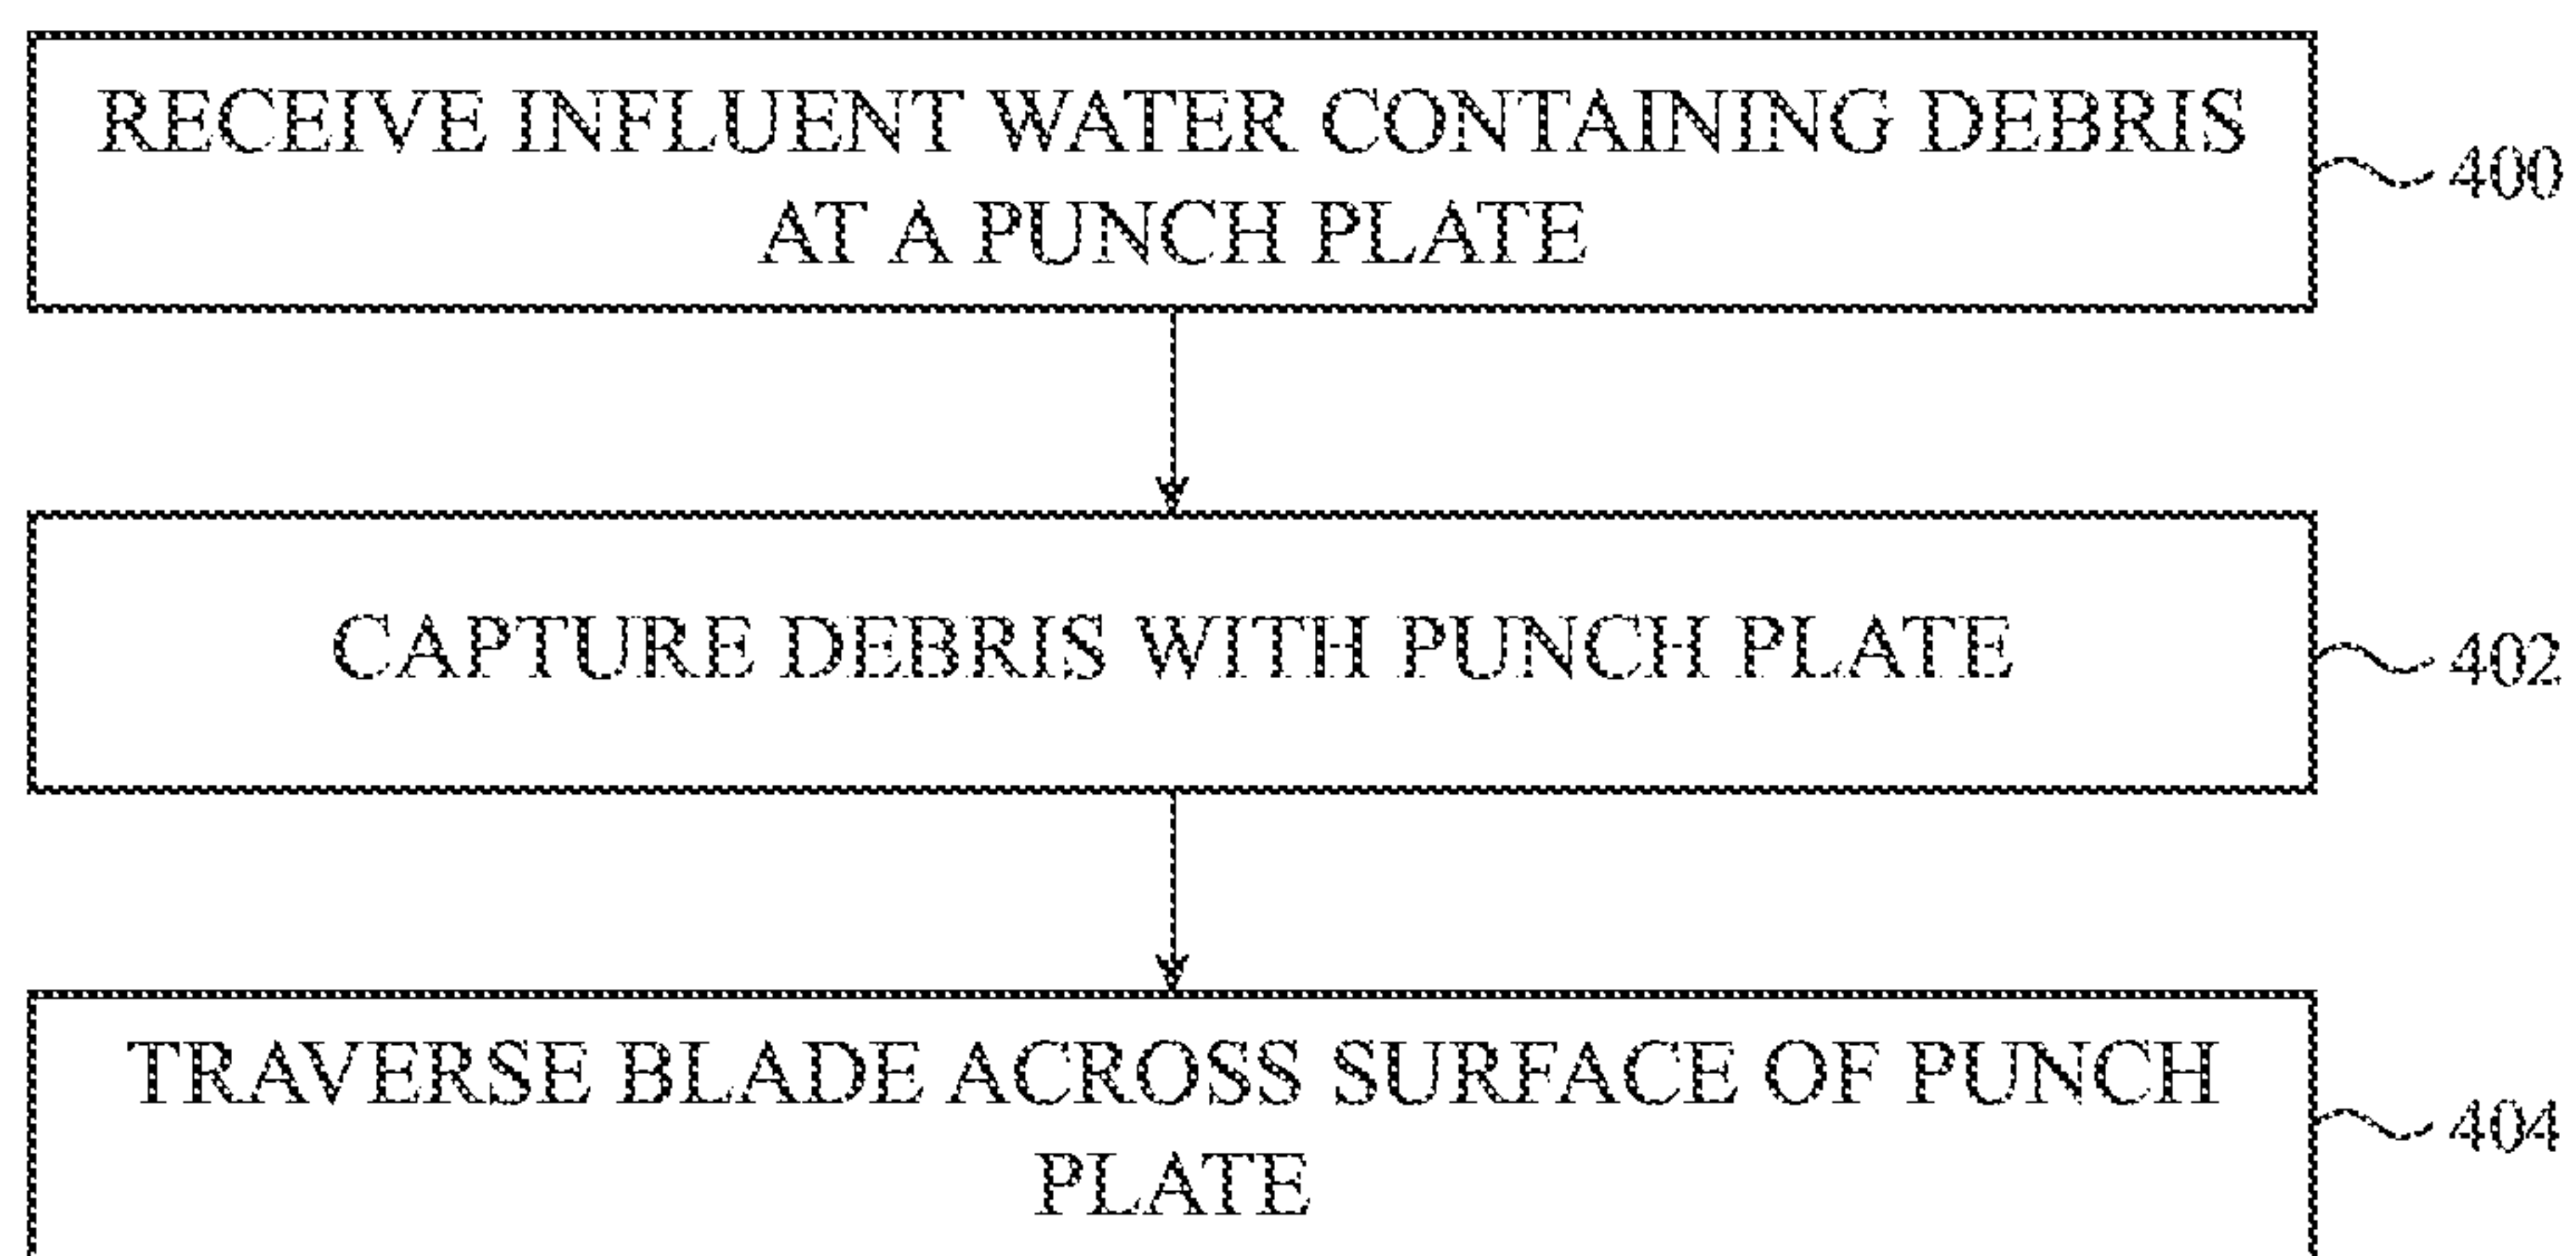 RECEIVE INFLUENT WATER CONTAINING DEBRIS
AT A PUNCH PLATE
400
CAPTURE DEBRIS WITH PUNCH PLATE
402
TRAVERSE BLADE ACROSS SURFACE OF PUNCH
PLATE
404